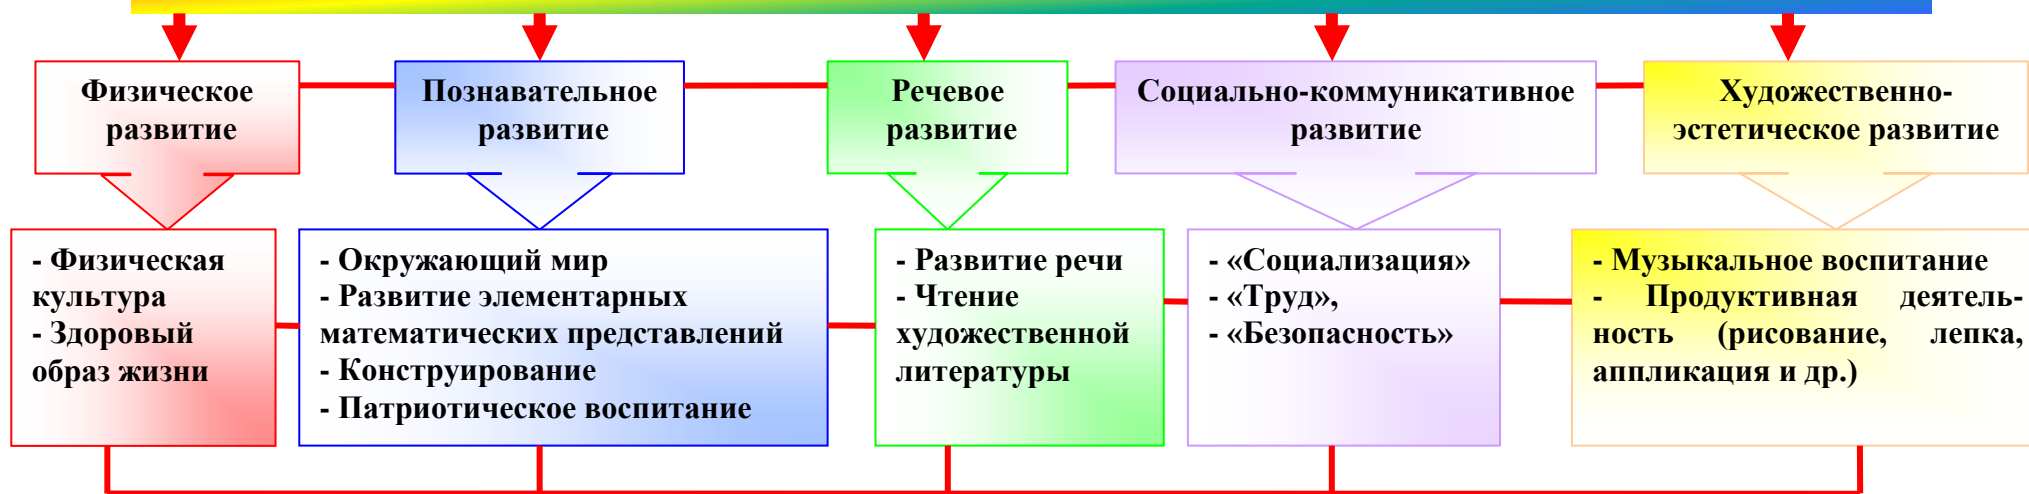 Физическое
развитие
Познавательное
развитие
Речевое
развитие
Социально-коммуникативное
развитие
Художественно-
эстетическое развитие
- Физическая
культура
- Здоровый
образ жизни
- Окружающий мир
- Развитие элементарных
математических представлений
- Конструирование
- Патриотическое воспитание
- Развитие речи
- Чтение
художественной
литературы
- «Социализация»
- «Труд»,
- «Безопасность»
- Музыкальное воспитание
- Продуктивная деятель-
ность (рисование, лепка,
аппликация и др.)